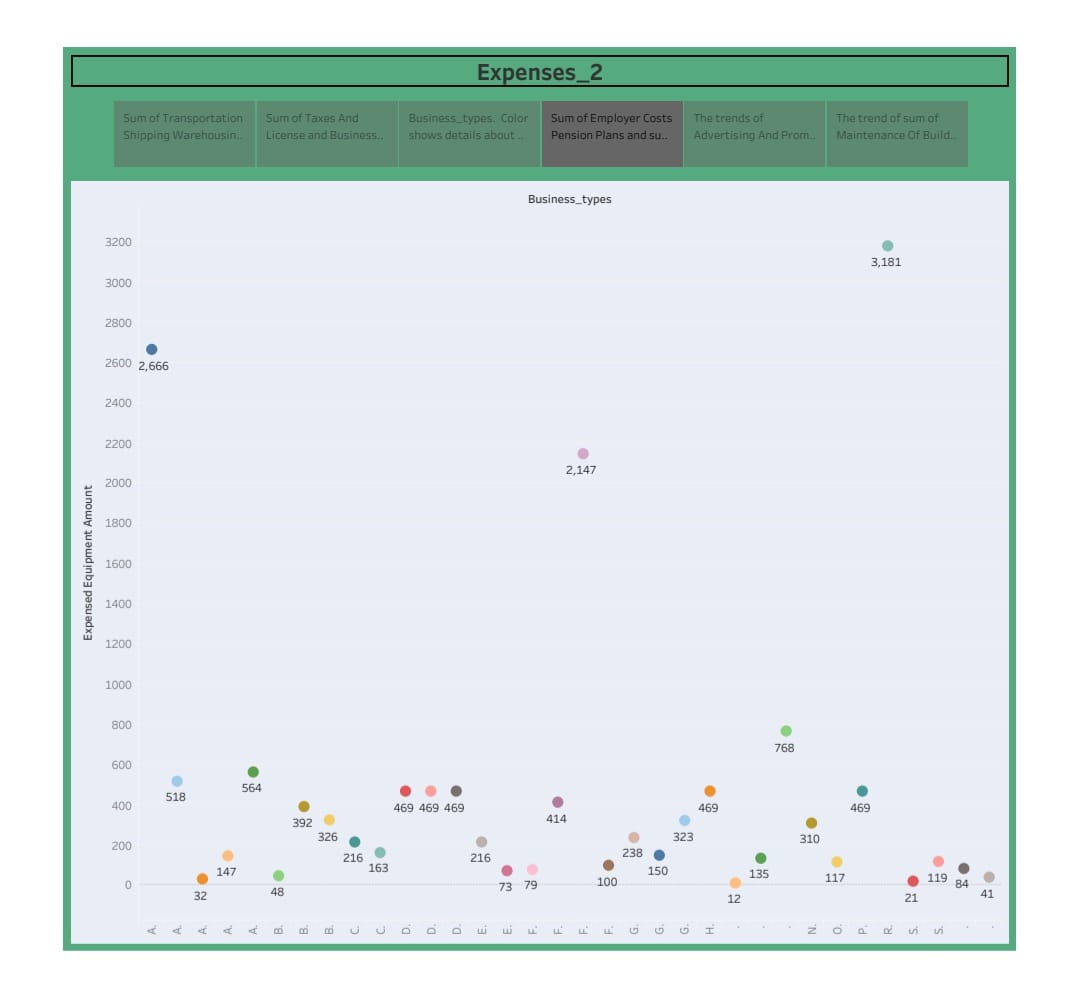 Expenses_2
Sum of Transportation
Shipping Warehousin..
Sum of Taxes And
License and Business..
Business_types. Color
shows details about ..
Sum of Employer Costs
Pension Plans and su..
The trends of
Advertising And Prom..
The trend of sum of
Maintenance Of Build..
Business_types
Expensed Equipment Amount
3200
3000
2800
2600
2400
2200
2000
1800
1600
1400
1200
1000
800
600
400
200
0
2,666
518
32
147
564
48
392
326
216
163
469
469
469
216
73
79
414
2,147
100
238
150
323
469
12
135
768
310
117
469
3,181
21
119
84
41
A.
A.
A.
A.
A.
B.
B.
B.
C.
C.
D.
D.
D.
E.
E.
F.
F.
F.
F.
G.
G.
G.
H.
.
.
.
N.
O.
P.
R.
S.
S.
.
.